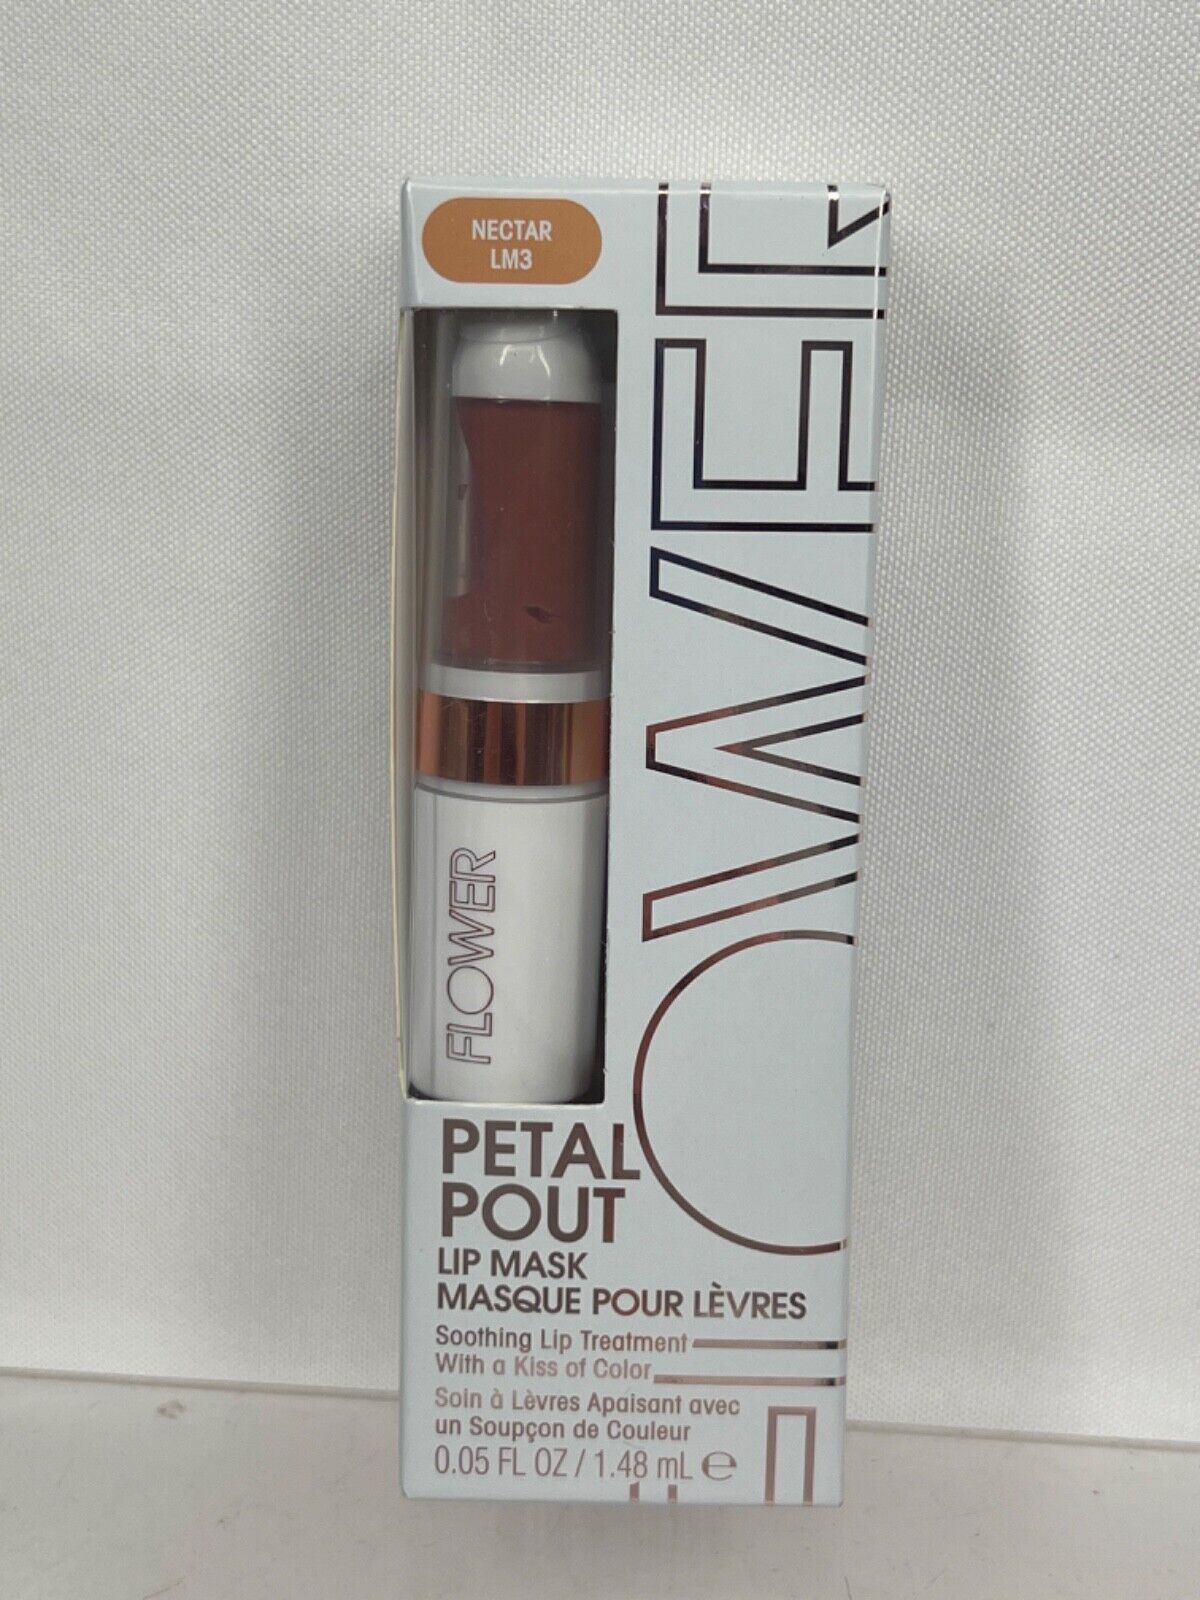 NECTAR
LM3
FLOWER
FLOWER
PETAL
POUT
LIP MASK
MASQUE POUR LÈVRES
Soothing Lip Treatment
With a Kiss of Color
Soin à Lèvres Apaisant avec
un Soupçon de Couleur
0.05 FL OZ / 1.48 mL ℮